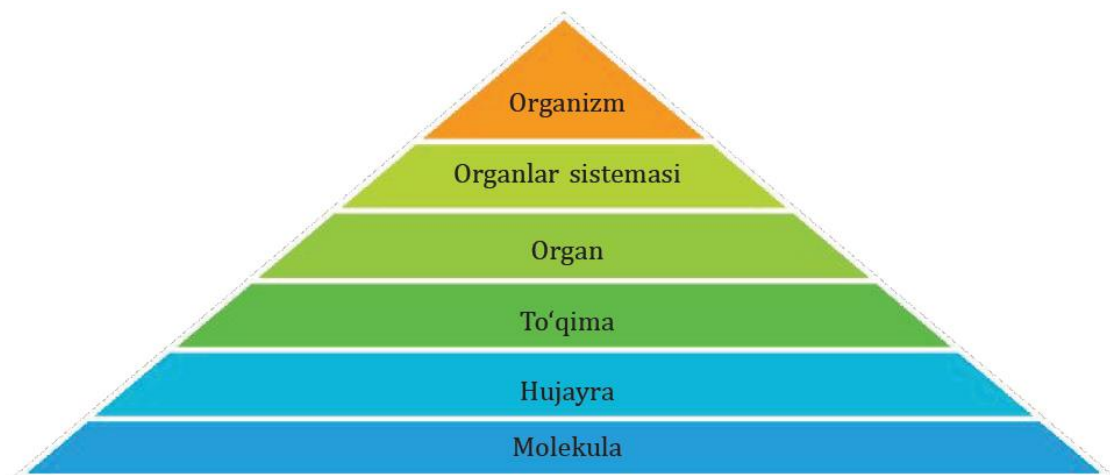 Organizm
Organlar sistemasi
Organ
To‘qima
Hujayra
Molekula